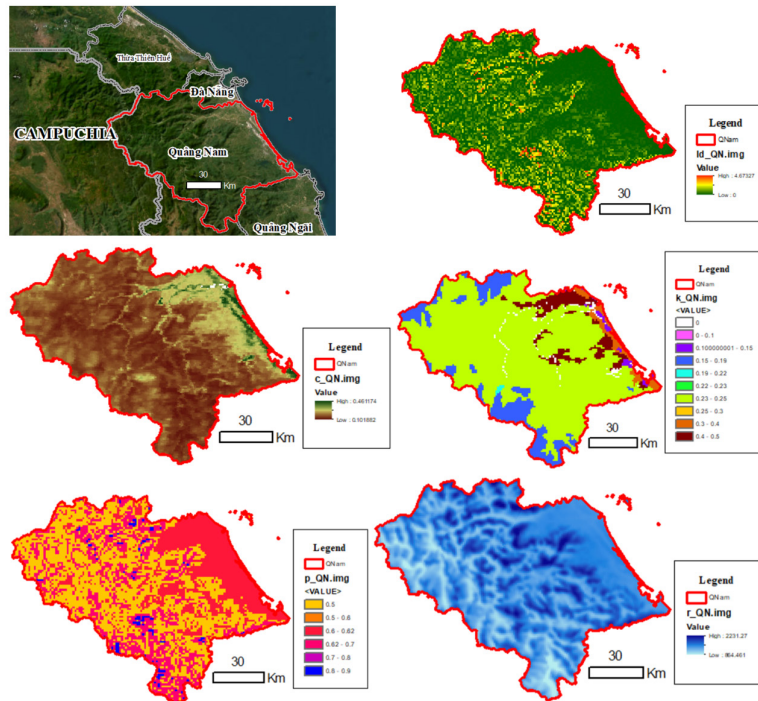 Thừa Thiên Huế
Đà Nẵng
CAMPUCHIA
Quảng Nam
30
Km
Quảng Ngãi
Legend
QNam
ld_QN.img
Value
High : 4.67327
Low : 0
30
Km
Legend
QNam
c_QN.img
Value
High : 0.461174
Low : 0.101882
30
Km
Legend
QNam
k_QN.img
<VALUE>
0
0 - 0.1
0.100000001 - 0.15
0.15 - 0.19
0.19 - 0.22
0.22 - 0.23
0.23 - 0.25
0.25 - 0.3
0.3 - 0.4
0.4 - 0.5
30
Km
Legend
QNam
p_QN.img
<VALUE>
0.5
0.5 - 0.6
0.6 - 0.62
0.62 - 0.7
0.7 - 0.8
0.8 - 0.9
30
Km
Legend
QNam
r_QN.img
Value
High : 2231.27
30
Km